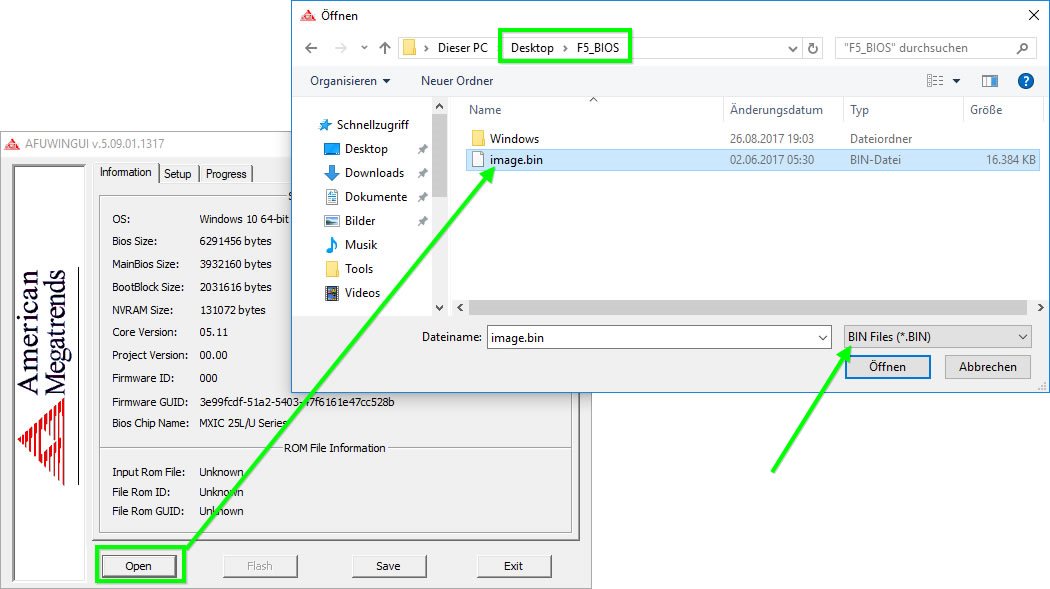 Öffnen
Dieser PC
Desktop
F5_BIOS
"F5_BIOS" durchsuchen
Organisieren
Neuer Ordner
Name
Änderungsdatum
Typ
Größe
Schnellzugriff
Desktop
Downloads
Dokumente
Bilder
Musik
Tools
Videos
Windows
26.08.2017 19:03
Dateiordner
image.bin
02.06.2017 05:30
BIN-Datei
16.384 KB
Dateiname:
image.bin
BIN Files (*.BIN)
Öffnen
Abbrechen
AFUWINGUI v.5.09.01.1317
American
Megatrends
Information
Setup
Progress
OS: Windows 10 64-bit
Bios Size: 6291456 bytes
MainBios Size: 3932160 bytes
BootBlock Size: 2031616 bytes
NVRAM Size: 131072 bytes
Core Version: 05.11
Project Version: 00.00
Firmware ID: 000
Firmware GUID: 3e99fcdf-51a2-5403-47f6161e47cc528b
Bios Chip Name: MXIC 25L/U Series
ROM File Information
Input Rom File: Unknown
File Rom ID: Unknown
File Rom GUID: Unknown
Open
Flash
Save
Exit